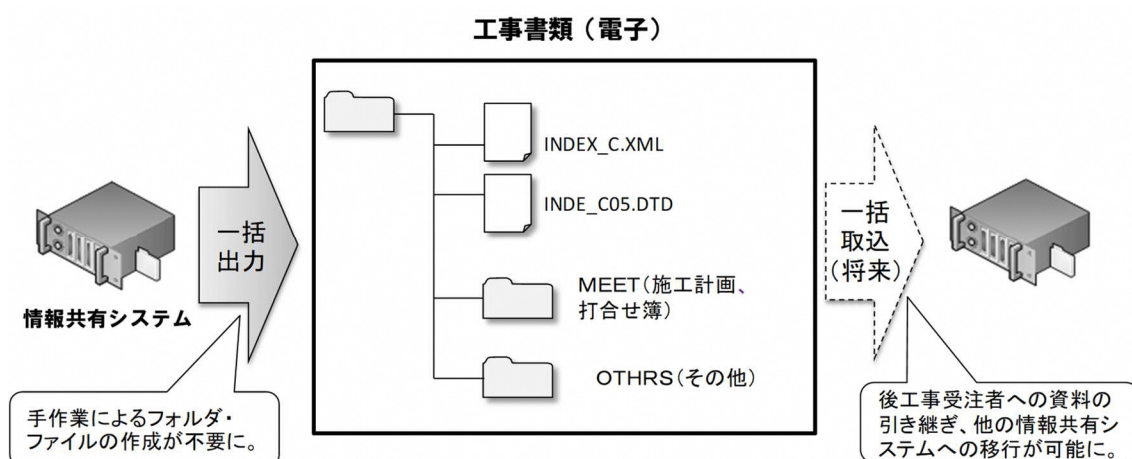 工事書類（電子）
INDEX_C.XML
INDE_C05.DTD
MEET（施工計画、
打合せ簿）
OTHRS（その他）
情報共有システム
一括
出力
手作業によるフォルダ・
ファイルの作成が不要に。
一括
取込
（将来）
後工事受注者への資料の
引き継ぎ、他の情報共有シ
ステムへの移行が可能に。